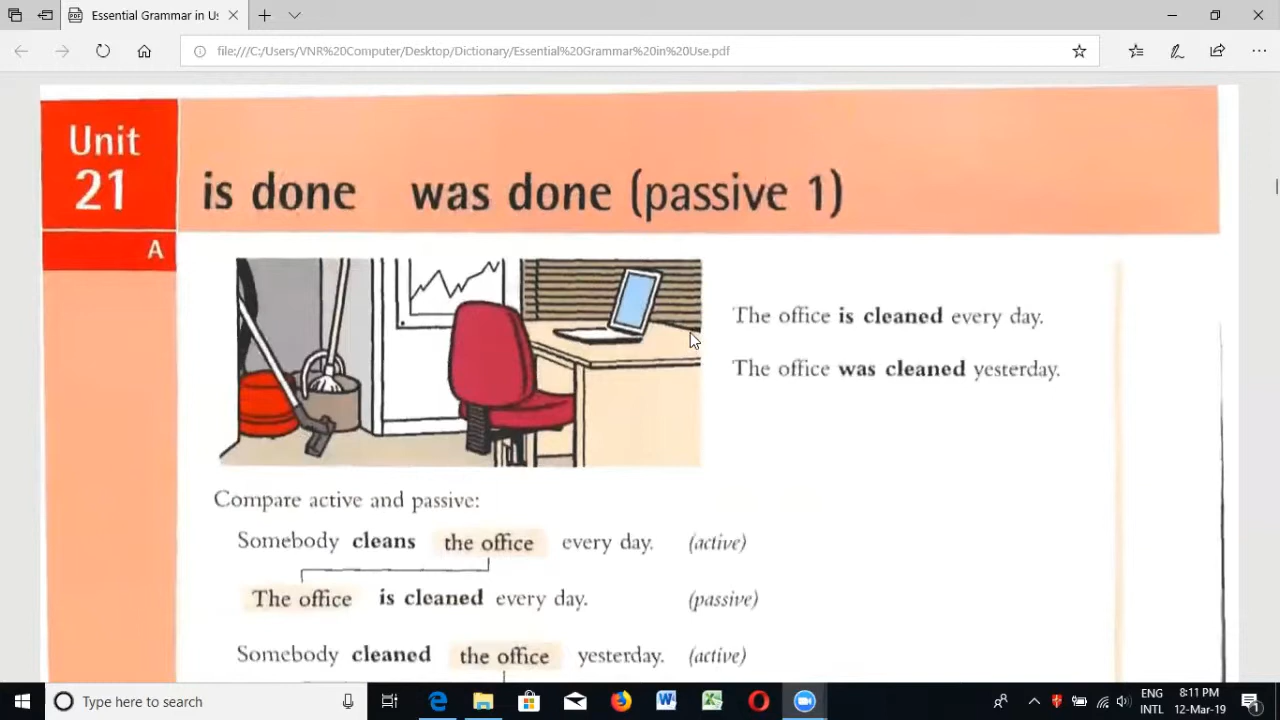 Essential Grammar in Us
file:///C:/Users/VNR%20Computer/Desktop/Dictionary/Essential%20Grammar%20in%20Use.pdf
Unit
21
is done was done (passive 1)
A
The office is cleaned every day.
The office was cleaned yesterday.
Compare active and passive:
Somebody cleans the office every day. (active)
The office is cleaned every day. (passive)
Somebody cleaned the office yesterday. (active)
Type here to search
ENG 8:11 PM
INTL 12-Mar-19
1